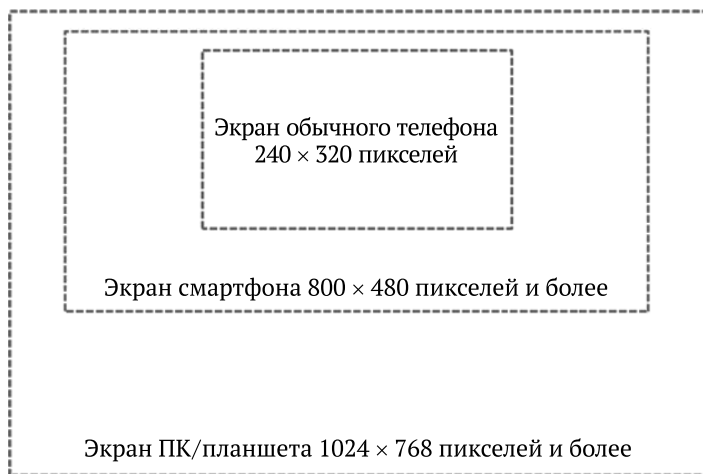 Экран обычного телефона
240 × 320 пикселей
Экран смартфона 800 × 480 пикселей и более
Экран ПК/планшета 1024 × 768 пикселей и более